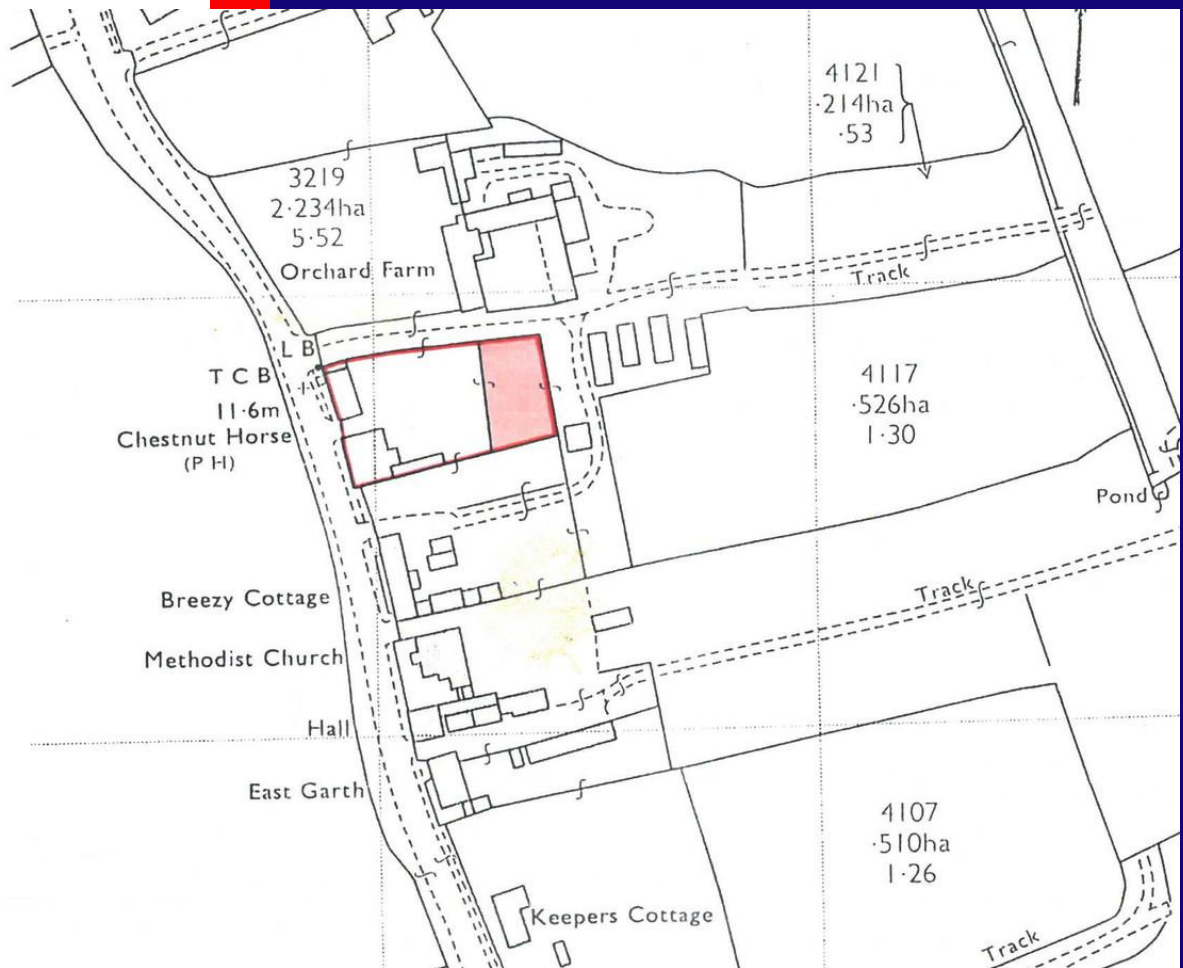 4121
·214ha
·53
3219
2·234ha
5·52
Orchard Farm
Track
L B
T C B
11·6m
Chestnut Horse
(P H)
4117
·526ha
1·30
Pond
Track
Breezy Cottage
Methodist Church
Hall
East Garth
4107
·510ha
1·26
Keepers Cottage
Track